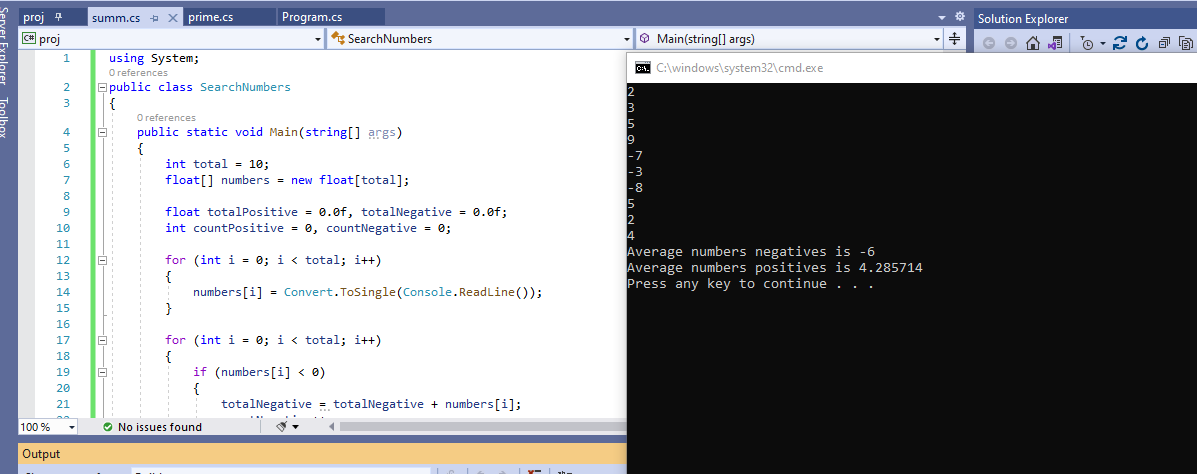 Server Explorer
Toolbox
proj
summ.cs
prime.cs
Program.cs
Solution Explorer
C# proj
SearchNumbers
Main(string[] args)
1 using System;
0 references
2 public class SearchNumbers
3 {
0 references
4 public static void Main(string[] args)
5 {
6 int total = 10;
7 float[] numbers = new float[total];
8
9 float totalPositive = 0.0f, totalNegative = 0.0f;
10 int countPositive = 0, countNegative = 0;
11
12 for (int i = 0; i < total; i++)
13 {
14 numbers[i] = Convert.ToSingle(Console.ReadLine());
15 }
16
17 for (int i = 0; i < total; i++)
18 {
19 if (numbers[i] < 0)
20 {
21 totalNegative = totalNegative + numbers[i];
100 %
No issues found
Output
C:\windows\system32\cmd.exe
2
3
5
9
-7
-3
-8
5
2
4
Average numbers negatives is -6
Average numbers positives is 4.285714
Press any key to continue . . .